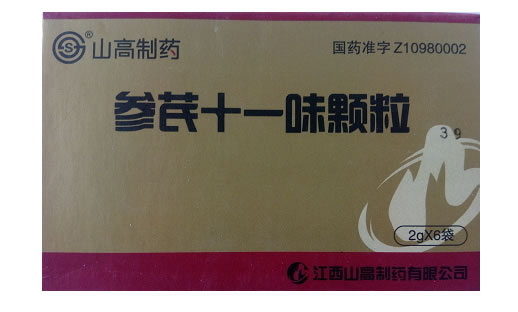 S® 山高制药
国药准字Z10980002
参芪十一味颗粒
39
2gX6袋
江西山高制药有限公司